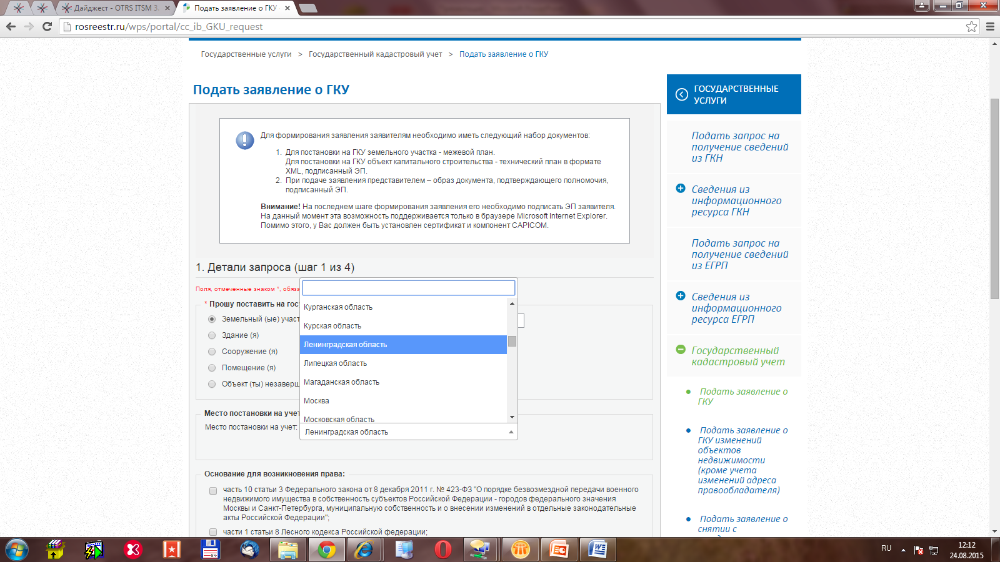 Дайджест - OTRS ITSM 3.
Подать заявление о ГКУ
rosreestr.ru/wps/portal/cc_ib_GKU_request
Государственные услуги > Государственный кадастровый учет > Подать заявление о ГКУ
Подать заявление о ГКУ
Для формирования заявления заявителям необходимо иметь следующий набор документов:
1. Для постановки на ГКУ земельного участка - межевой план.
Для постановки на ГКУ объект капитального строительства - технический план в формате
XML, подписанный ЭП.
2. При подаче заявления представителем – образ документа, подтверждающего полномочия,
подписанный ЭП.
Внимание! На последнем шаге формирования заявления его необходимо подписать ЭП заявителя.
На данный момент эта возможность поддерживается только в браузере Microsoft Internet Explorer.
Помимо этого, у Вас должен быть установлен сертификат и компонент CAPICOM.
1. Детали запроса (шаг 1 из 4)
Поля, отмеченные знаком *, обяза
* Прошу поставить на гос
Земельный (ые) участ
Здание (я)
Сооружение (я)
Помещение (я)
Объект (ты) незаверш
Курганская область
Курская область
Ленинградская область
Липецкая область
Магаданская область
Москва
Московская область
Место постановки на учет
Место постановки на учет:
Ленинградская область
Основание для возникновения права:
часть 10 статьи 3 Федерального закона от 8 декабря 2011 г. № 423-ФЗ "О порядке безвозмездной передачи военного
недвижимого имущества в собственность субъектов Российской Федерации - городов федерального значения
Москвы и Санкт-Петербурга, муниципальную собственность и о внесении изменений в отдельные законодательные
акты Российской Федерации";
части 1 статьи 8 Лесного кодекса Российской федерации;
ГОСУДАРСТВЕННЫЕ
УСЛУГИ
Подать запрос на
получение сведений
из ГКН
Сведения из
информационного
ресурса ГКН
Подать запрос на
получение сведений
из ЕГРП
Сведения из
информационного
ресурса ЕГРП
Государственный
кадастровый учет
Подать заявление о
ГКУ
Подать заявление о
ГКУ изменений
объектов
недвижимости
(кроме учета
изменений адреса
правообладателя)
Подать заявление о
снятии с
64
RU
12:12
24.08.2015